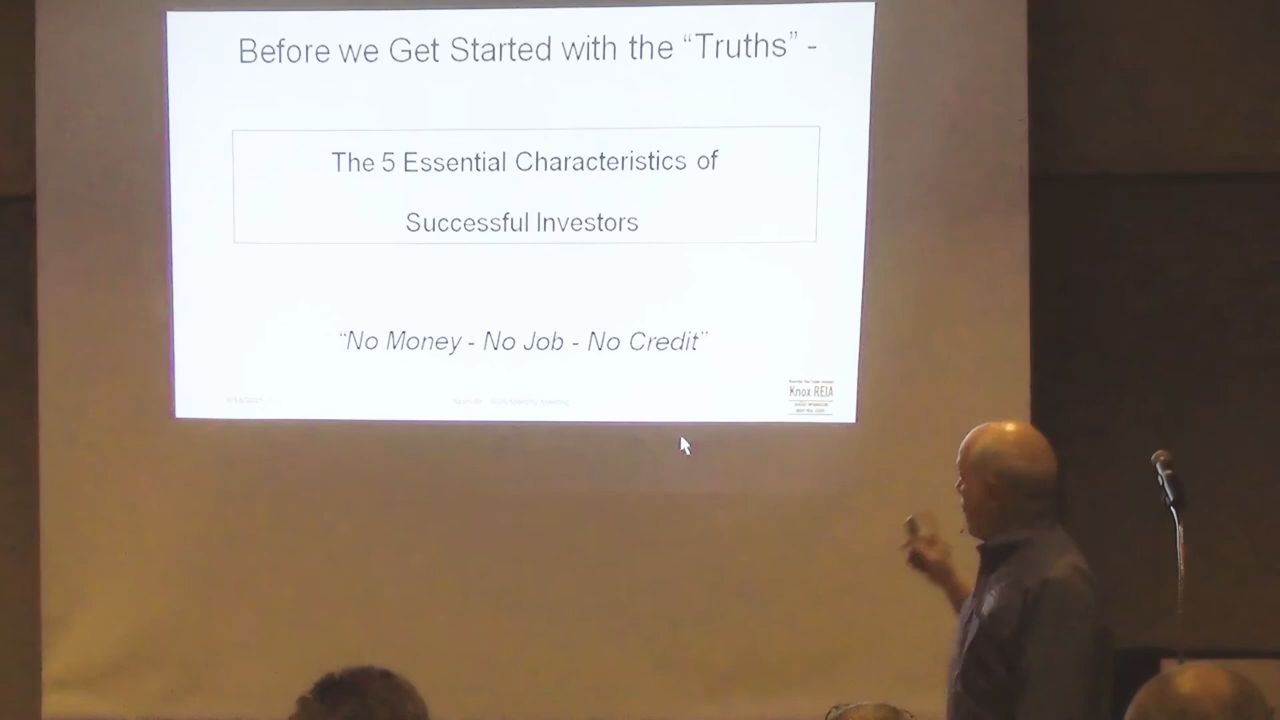 Before we Get Started with the “Truths” -
The 5 Essential Characteristics of
Successful Investors
“No Money - No Job - No Credit”
Knox REIA